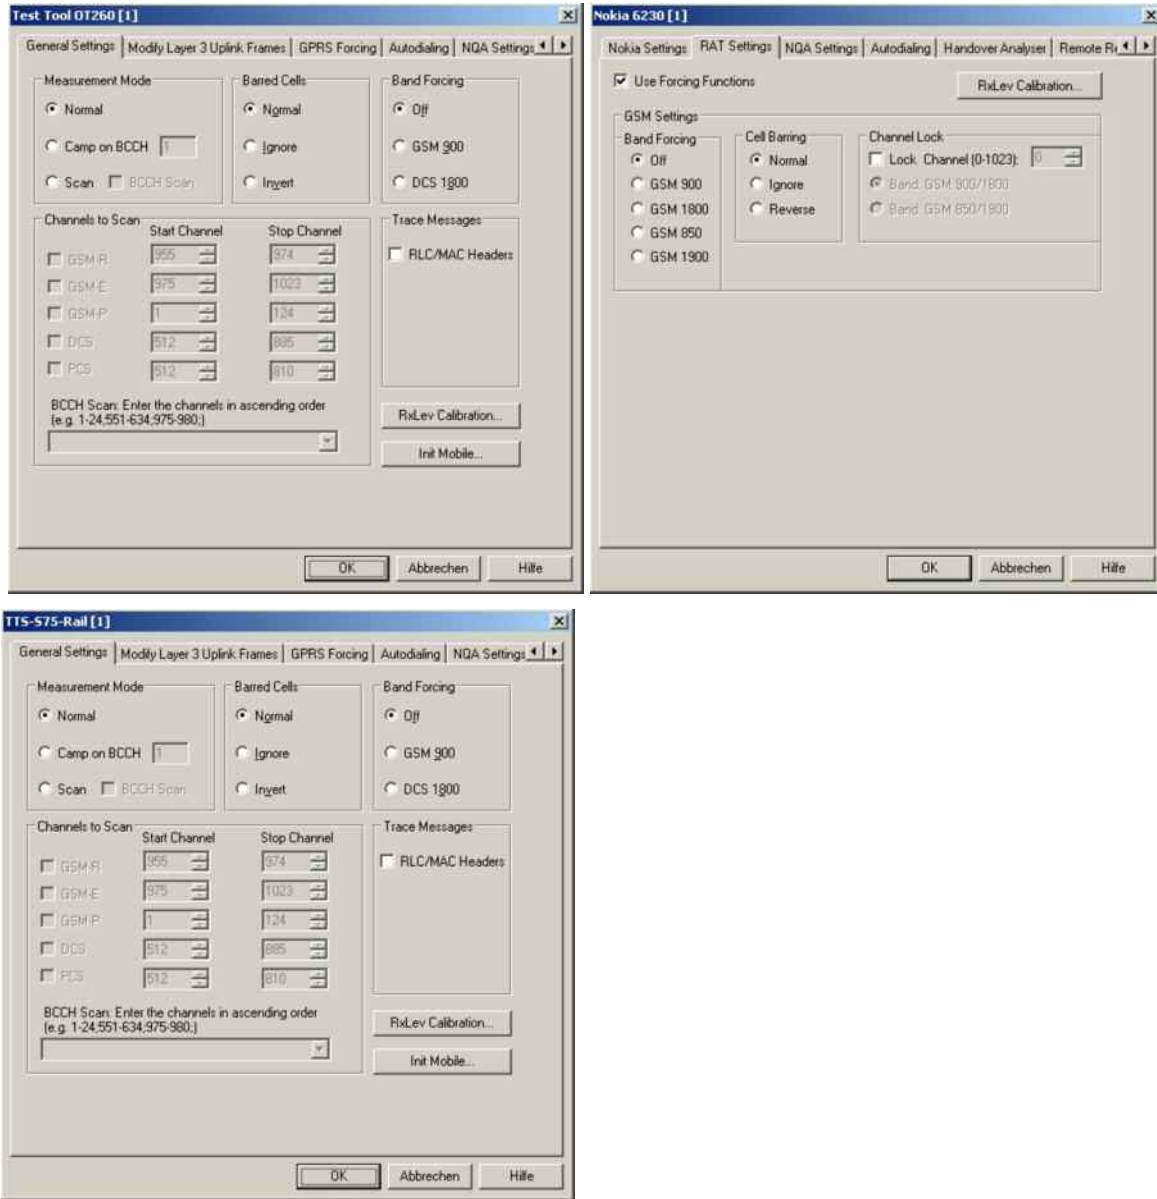 Test Tool OT260 [1]
General Settings Modify Layer 3 Uplink Frames GPRS Forcing Autodialing NQA Settings
Measurement Mode
Normal
Camp on BCCH 1
Scan BCCH Scan
Barred Cells
Normal
Ignore
Invert
Band Forcing
Off
GSM 900
DCS 1800
Channels to Scan
Start Channel Stop Channel
GSM-R 955 974
GSM-E 975 1023
GSM-P 1 124
DCS 512 885
PCS 512 810
BCCH Scan: Enter the channels in ascending order
(e.g. 1-24;551-634;975-980;)
Trace Messages
RLC/MAC Headers
RxLev Calibration...
Init Mobile...
OK Abbrechen Hilfe
Nokia 6230 [1]
Nokia Settings RAT Settings NQA Settings Autodialing Handover Analyser Remote
Use Forcing Functions
RxLev Calibration...
GSM Settings
Band Forcing
Off
GSM 900
GSM 1800
GSM 850
GSM 1900
Cell Barring
Normal
Ignore
Reverse
Channel Lock
Lock Channel (0-1023): 0
Band: GSM 900/1800
Band: GSM 850/1900
OK Abbrechen Hilfe
TTS-S75-Rail [1]
General Settings Modify Layer 3 Uplink Frames GPRS Forcing Autodialing NQA Settings
Measurement Mode
Normal
Camp on BCCH 1
Scan BCCH Scan
Barred Cells
Normal
Ignore
Invert
Band Forcing
Off
GSM 900
DCS 1800
Channels to Scan
Start Channel Stop Channel
GSM-R 955 974
GSM-E 975 1023
GSM-P 1 124
DCS 512 885
PCS 512 810
BCCH Scan: Enter the channels in ascending order
(e.g. 1-24;551-634;975-980;)
Trace Messages
RLC/MAC Headers
RxLev Calibration...
Init Mobile...
OK Abbrechen Hilfe